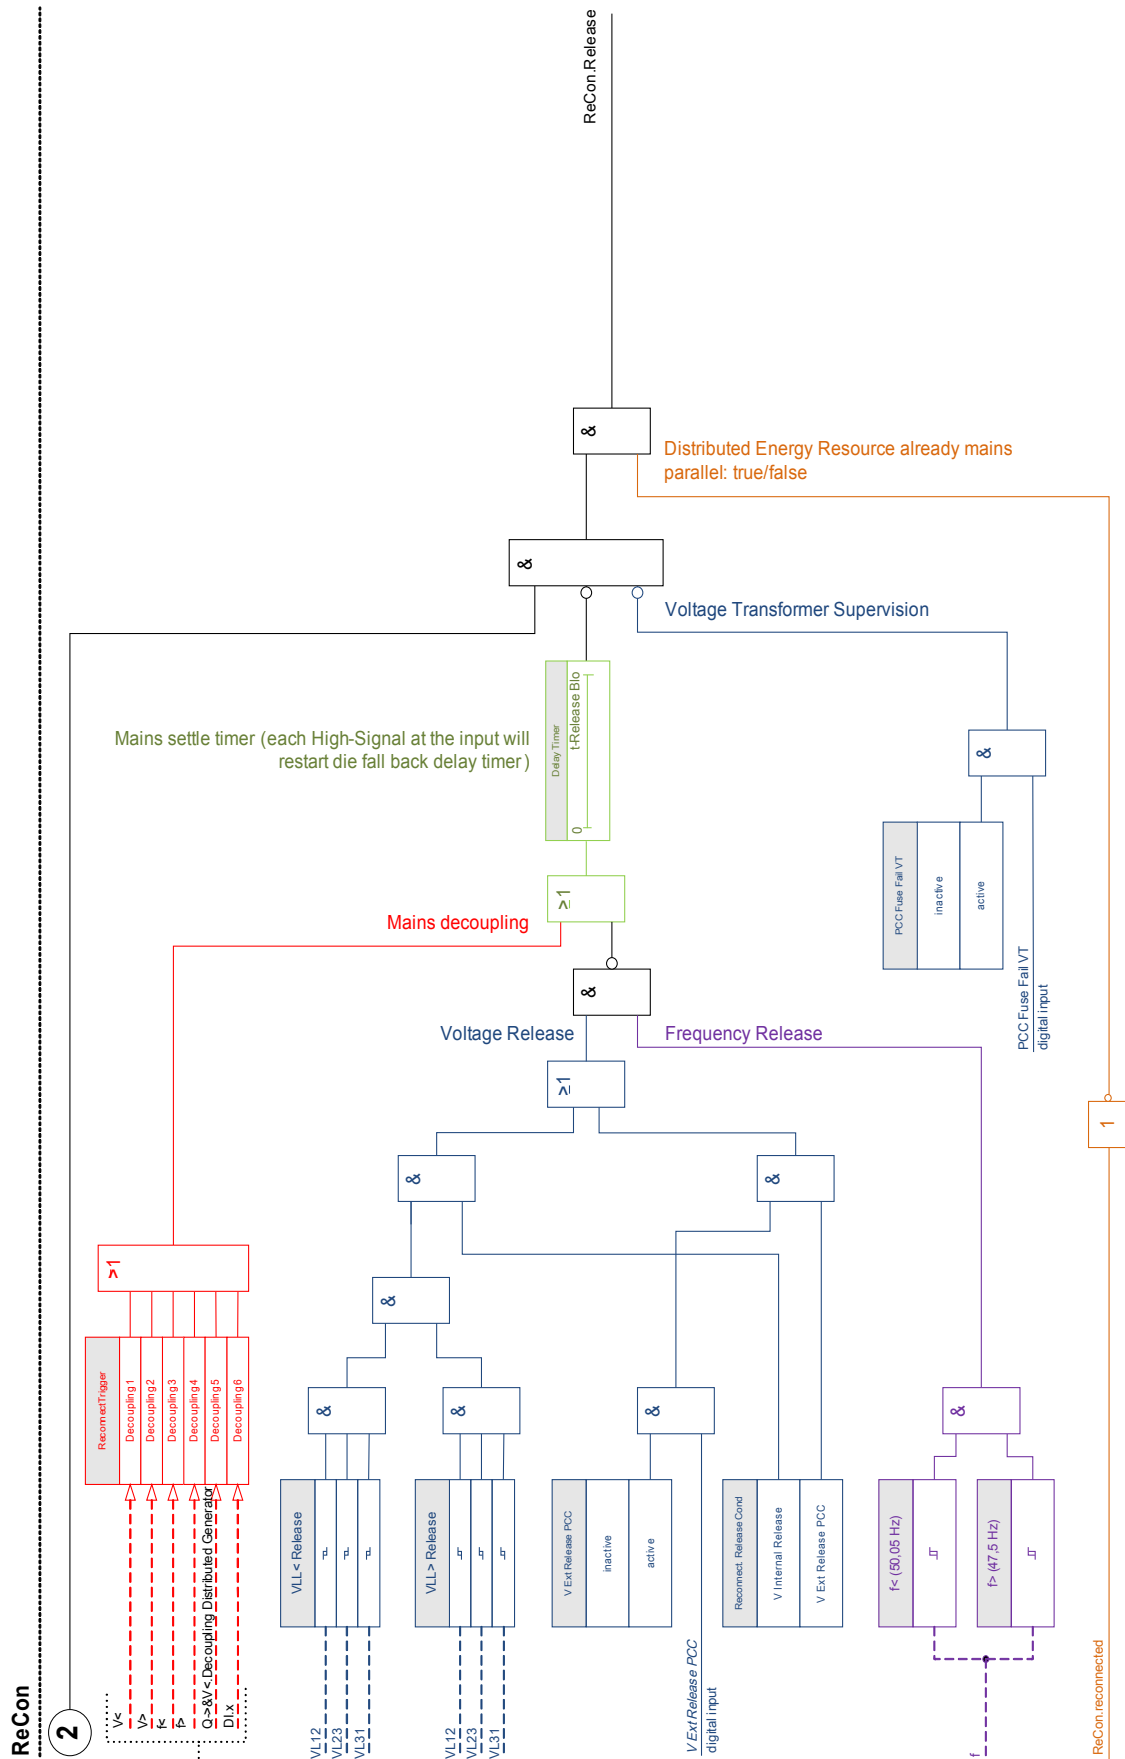 ReCon
2
V<
V>
f<
f>
Q->&V<,Decoupling Distributed Generator
DI.x
ReconnectTrigger
Decoupling1
Decoupling2
Decoupling3
Decoupling4
Decoupling5
Decoupling6
≥1
Mains decoupling
VL12
VL23
VL31
VLL< Release
&
VL12
VL23
VL31
VLL> Release
&
&
&
V Ext Release PCC
digital input
V Ext Release PCC
inactive
active
&
Reconnect. Release Cond
V Internal Release
V Ext Release PCC
&
≥1
Voltage Release
f
f< (50,05 Hz)
f> (47,5 Hz)
&
Frequency Release
&
≥1
Mains settle timer (each High-Signal at the input will
restart die fall back delay timer)
Delay Timer
0
t-Release Blo
PCC Fuse Fail VT
digital input
PCC Fuse Fail VT
inactive
active
&
Voltage Transformer Supervision
&
ReCon.reconnected
1
Distributed Energy Resource already mains
parallel: true/false
&
ReCon.Release